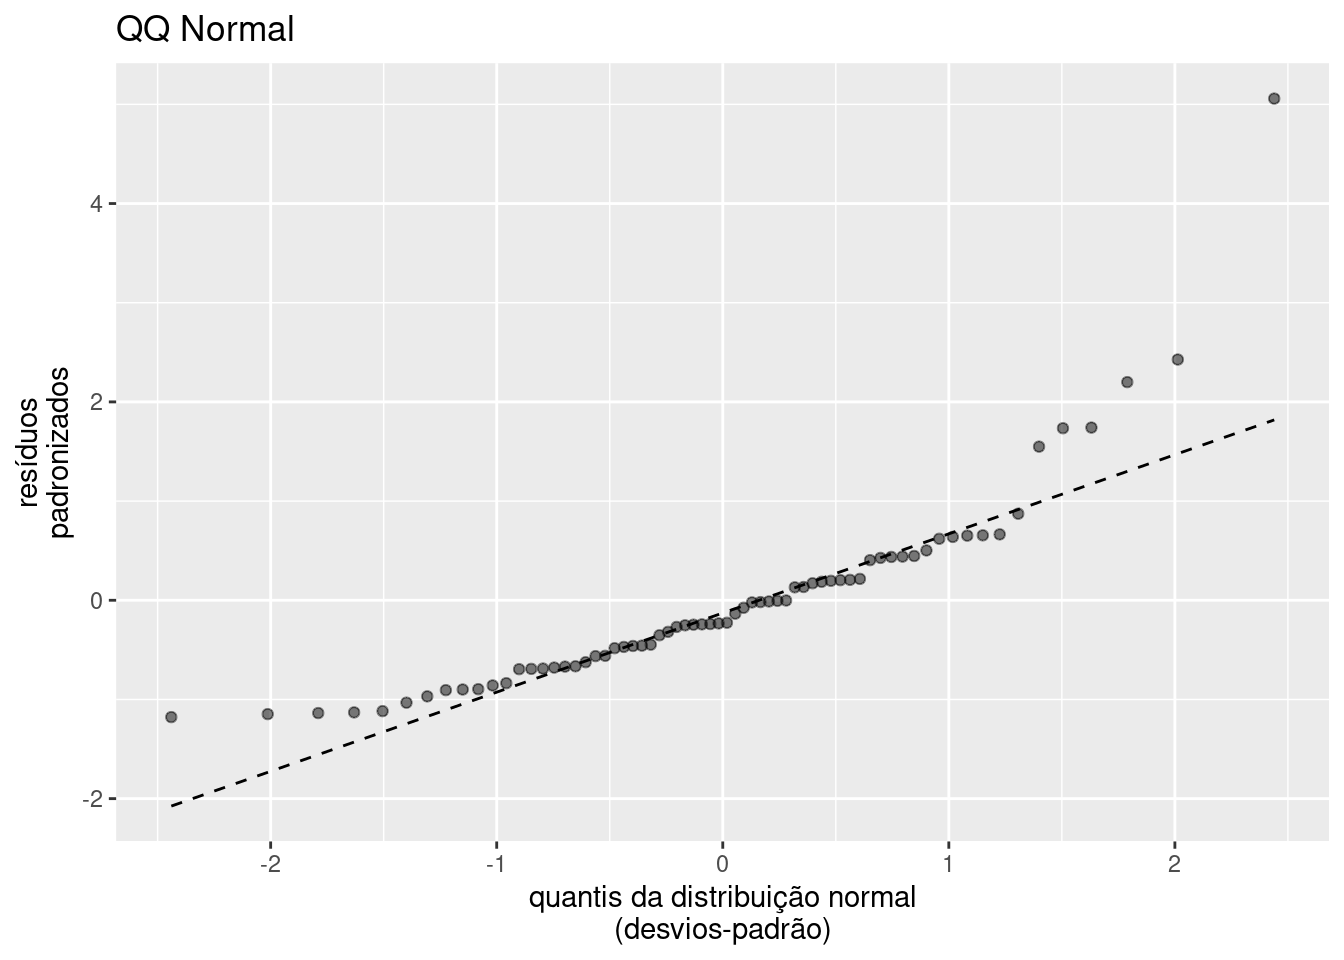 QQ Normal
resíduos
padronizados
4
2
0
-2
-2
-1
0
1
2
quantis da distribuição normal
(desvios-padrão)